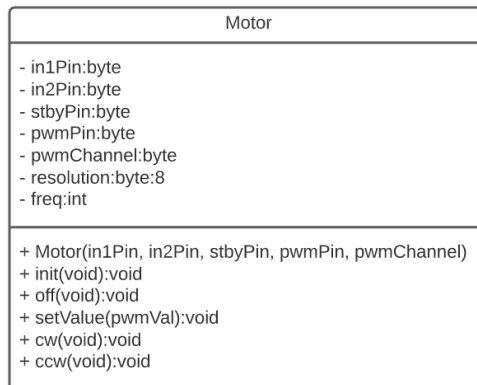 Motor
- in1Pin:byte
- in2Pin:byte
- stbyPin:byte
- pwmPin:byte
- pwmChannel:byte
- resolution:byte:8
- freq:int
+ Motor(in1Pin, in2Pin, stbyPin, pwmPin, pwmChannel)
+ init(void):void
+ off(void):void
+ setValue(pwmVal):void
+ cw(void):void
+ ccw(void):void